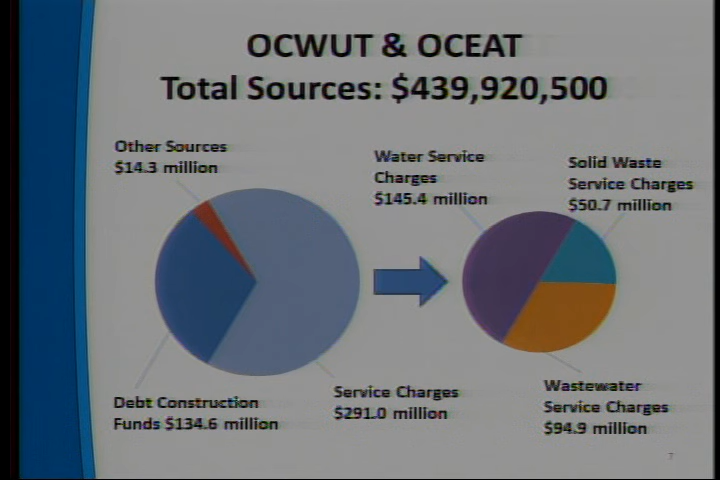 OCWUT & OCEAT
Total Sources: $439,920,500
Other Sources
$14.3 million
Water Service
Charges
$145.4 million
Solid Waste
Service Charges
$50.7 million
Debt Construction
Funds $134.6 million
Service Charges
$291.0 million
Wastewater
Service Charges
$94.9 million
7